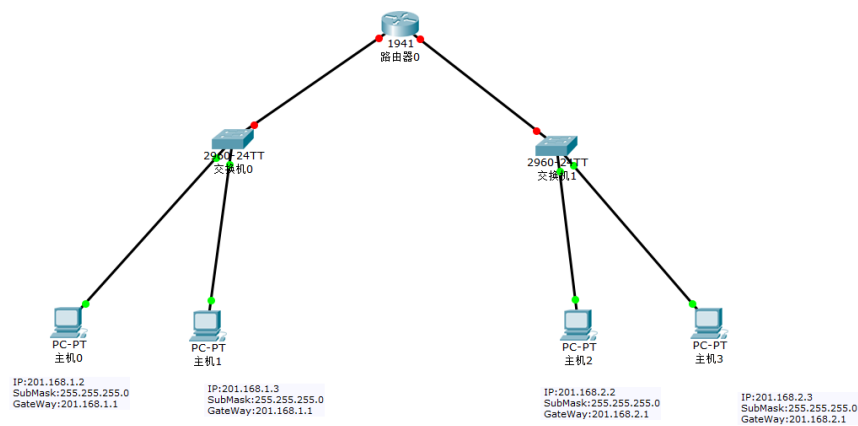 1941
路由器0
2960-24TT
交换机0
2960-24TT
交换机1
PC-PT
主机0
PC-PT
主机1
PC-PT
主机2
PC-PT
主机3
IP:201.168.1.2
SubMask:255.255.255.0
GateWay:201.168.1.1
IP:201.168.1.3
SubMask:255.255.255.0
GateWay:201.168.1.1
IP:201.168.2.2
SubMask:255.255.255.0
GateWay:201.168.2.1
IP:201.168.2.3
SubMask:255.255.255.0
GateWay:201.168.2.1